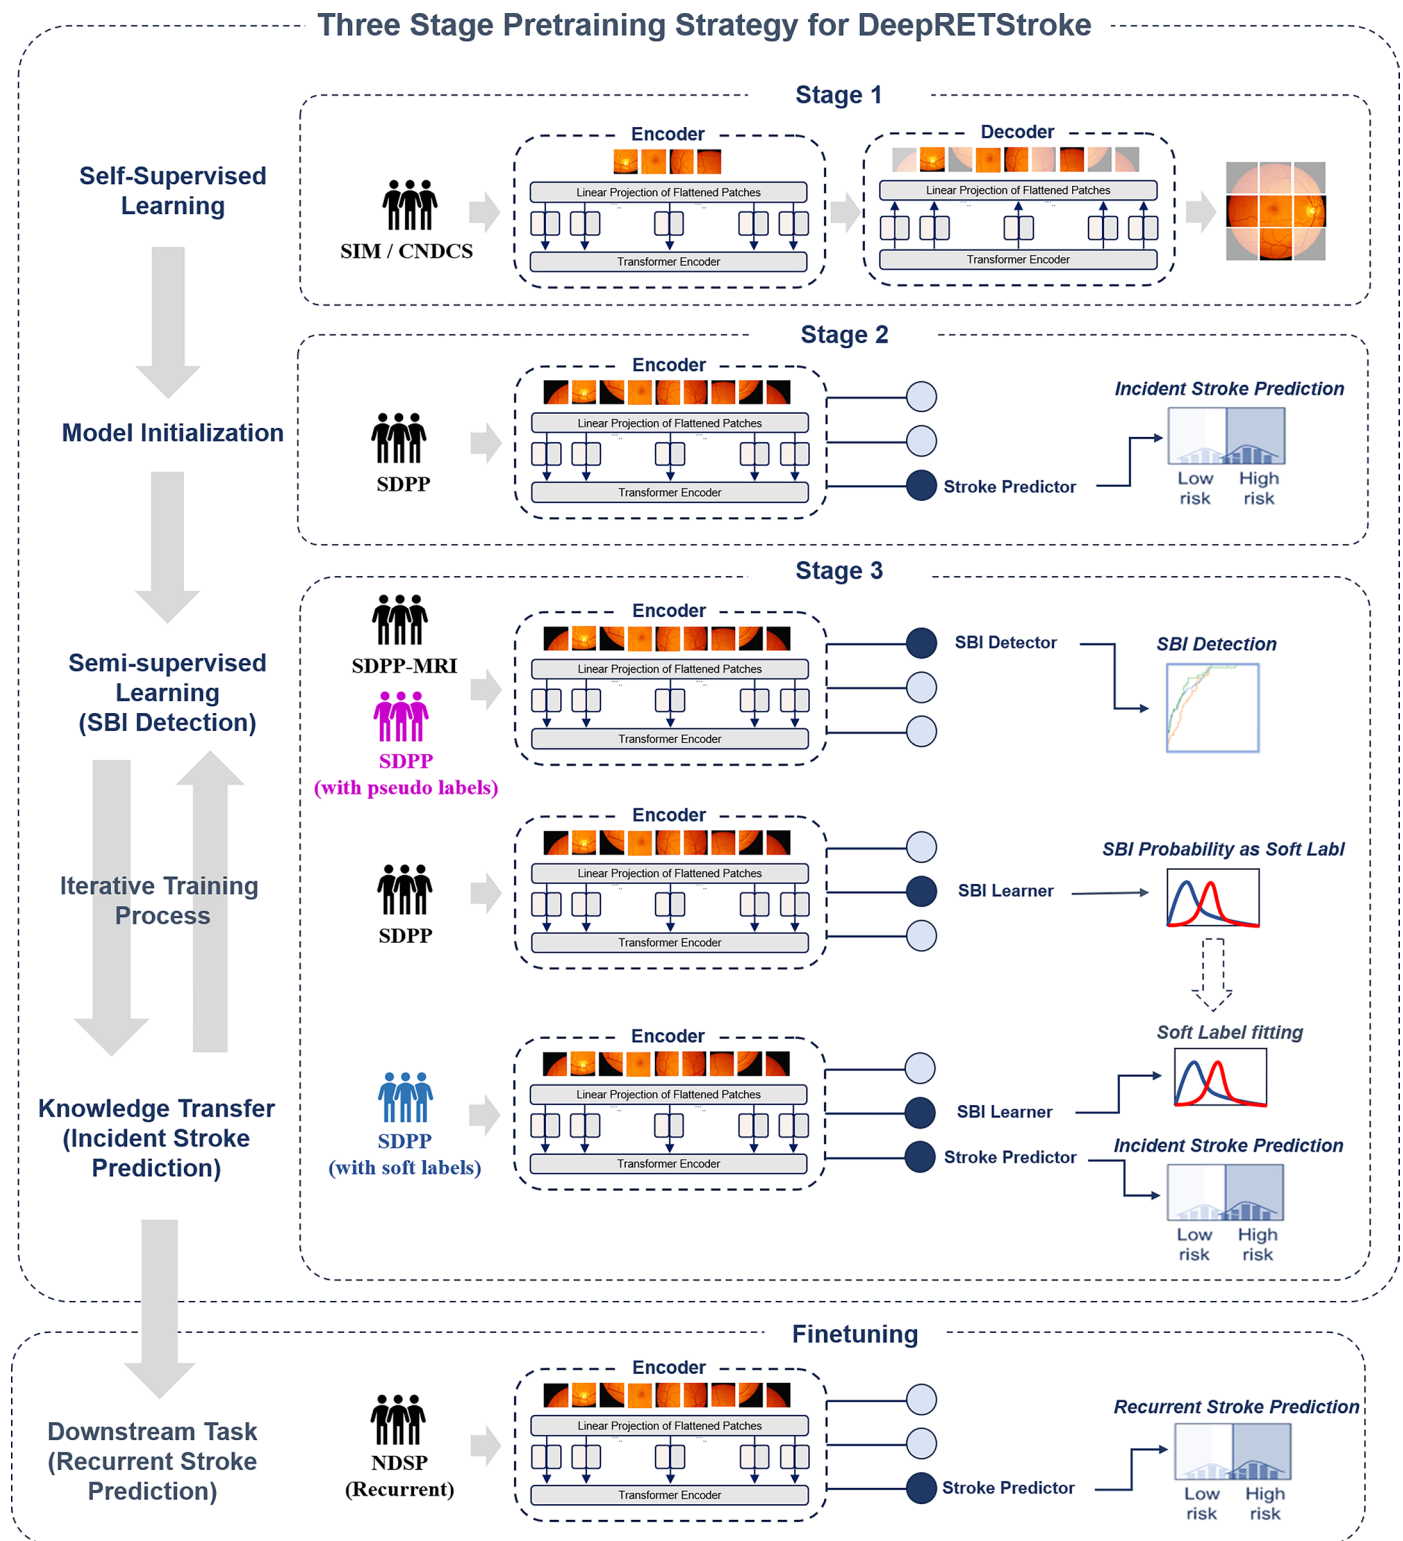 Three Stage Pretraining Strategy for DeepRETStroke
Stage 1
Self-Supervised
Learning
SIM / CNDCS
Encoder
Linear Projection of Flattened Patches
Transformer Encoder
Decoder
Linear Projection of Flattened Patches
Transformer Encoder
Stage 2
Model Initialization
SDPP
Encoder
Linear Projection of Flattened Patches
Transformer Encoder
Stroke Predictor
Incident Stroke Prediction
Low
risk
High
risk
Stage 3
Semi-supervised
Learning
(SBI Detection)
SDPP-MRI
SDPP
(with pseudo labels)
Encoder
Linear Projection of Flattened Patches
Transformer Encoder
SBI Detector
SBI Detection
Iterative Training
Process
SDPP
Encoder
Linear Projection of Flattened Patches
Transformer Encoder
SBI Learner
SBI Probability as Soft Labl
Knowledge Transfer
(Incident Stroke
Prediction)
SDPP
(with soft labels)
Encoder
Linear Projection of Flattened Patches
Transformer Encoder
SBI Learner
Stroke Predictor
Soft Label fitting
Incident Stroke Prediction
Low
risk
High
risk
Finetuning
Downstream Task
(Recurrent Stroke
Prediction)
NDSP
(Recurrent)
Encoder
Linear Projection of Flattened Patches
Transformer Encoder
Stroke Predictor
Recurrent Stroke Prediction
Low
risk
High
risk